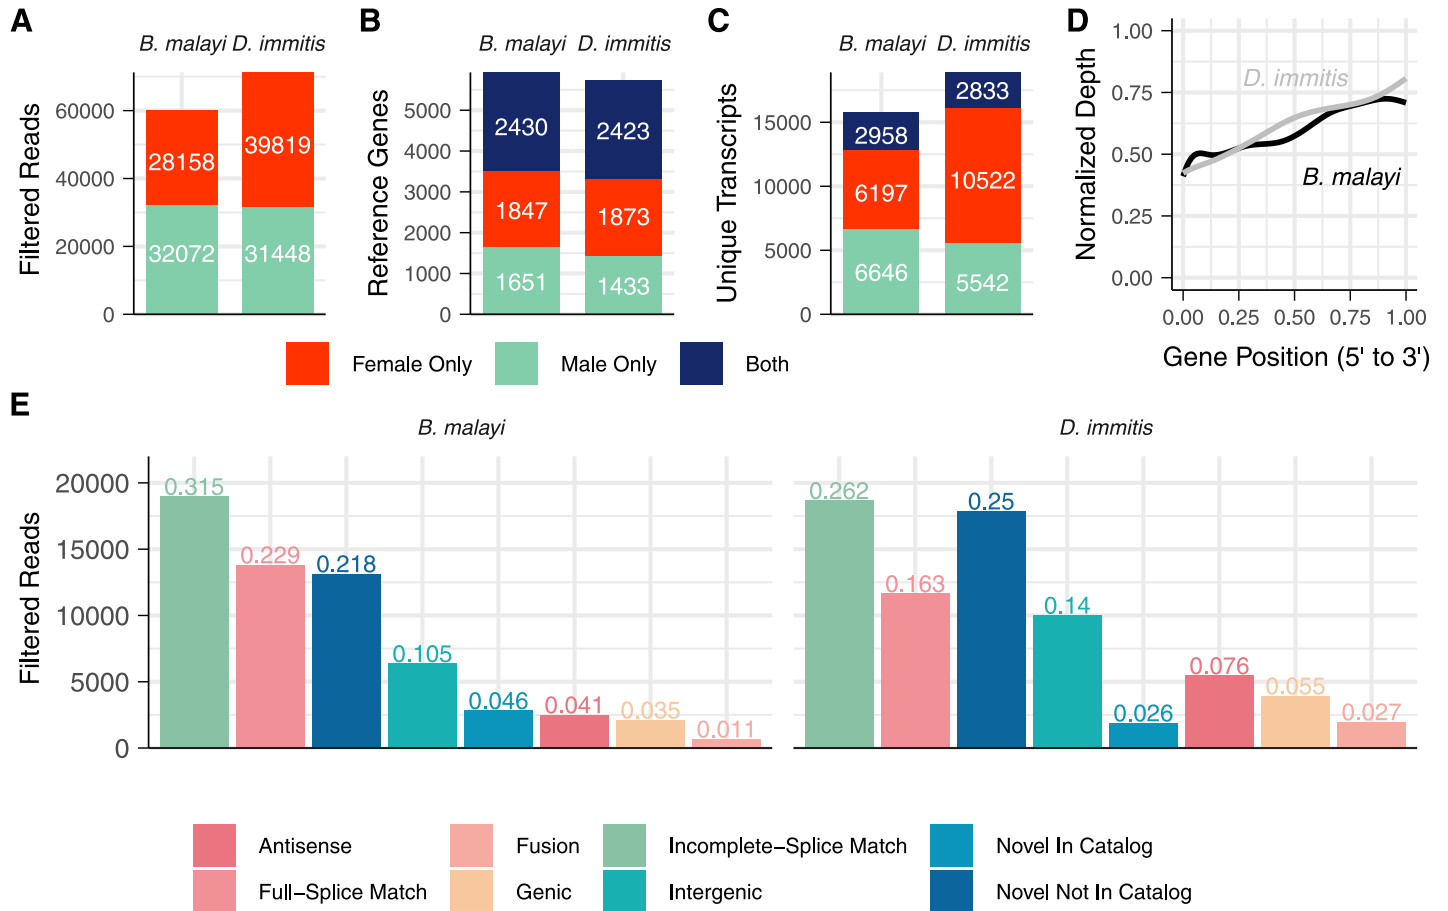 A
B. malayi D. immitis
Filtered Reads
60000
40000
20000
0
28158
39819
32072
31448
B
B. malayi D. immitis
Reference Genes
5000
4000
3000
2000
1000
0
2430
2423
1847
1873
1651
1433
C
B. malayi D. immitis
Unique Transcripts
15000
10000
5000
0
2833
2958
6197
10522
6646
5542
D
Normalized Depth
1.00
0.75
0.50
0.25
0.00
D. immitis
B. malayi
0.00 0.25 0.50 0.75 1.00
Gene Position (5' to 3')
Female Only
Male Only
Both
E
B. malayi
D. immitis
Filtered Reads
20000
15000
10000
5000
0
0.315
0.229
0.218
0.105
0.046
0.041
0.035
0.011
0.262
0.163
0.25
0.14
0.026
0.076
0.055
0.027
Antisense
Fusion
Incomplete−Splice Match
Novel In Catalog
Full−Splice Match
Genic
Intergenic
Novel Not In Catalog